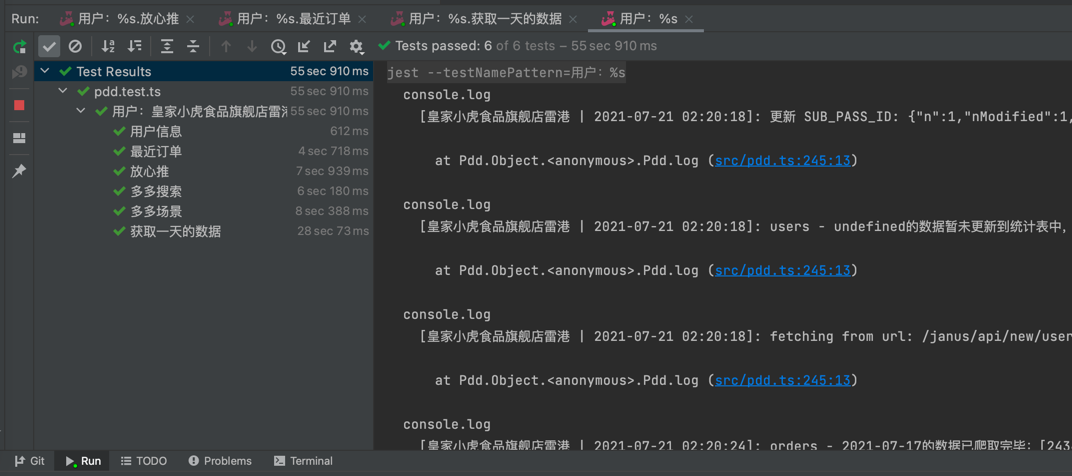 Run: 用户：%s.放心推 × 用户：%s.最近订单 × 用户：%s.获取一天的数据 × 用户：%s ×
Tests passed: 6 of 6 tests – 55 sec 910 ms
Test Results 55 sec 910 ms
pdd.test.ts 55 sec 910 ms
用户：皇家小虎食品旗舰店雷港 55 sec 910 ms
用户信息 612 ms
最近订单 4 sec 718 ms
放心推 7 sec 939 ms
多多搜索 6 sec 180 ms
多多场景 8 sec 388 ms
获取一天的数据 28 sec 73 ms
jest --testNamePattern=用户：%s
console.log
[皇家小虎食品旗舰店雷港 | 2021-07-21 02:20:18]: 更新 SUB_PASS_ID: {"n":1,"nModified":1,
at Pdd.Object.<anonymous>.Pdd.log (src/pdd.ts:245:13)
console.log
[皇家小虎食品旗舰店雷港 | 2021-07-21 02:20:18]: users - undefined的数据暂未更新到统计表中，
at Pdd.Object.<anonymous>.Pdd.log (src/pdd.ts:245:13)
console.log
[皇家小虎食品旗舰店雷港 | 2021-07-21 02:20:18]: fetching from url: /janus/api/new/user
at Pdd.Object.<anonymous>.Pdd.log (src/pdd.ts:245:13)
console.log
[皇家小虎食品旗舰店雷港 | 2021-07-21 02:20:24]: orders - 2021-07-17的数据已爬取完毕：[243
Git Run TODO Problems Terminal